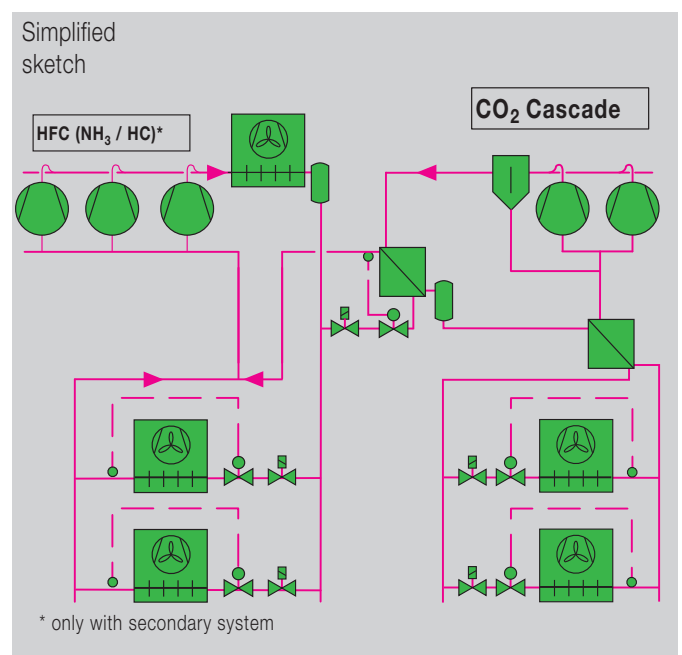 Simplified
sketch
HFC (NH₃ / HC)*
CO₂ Cascade
* only with secondary system